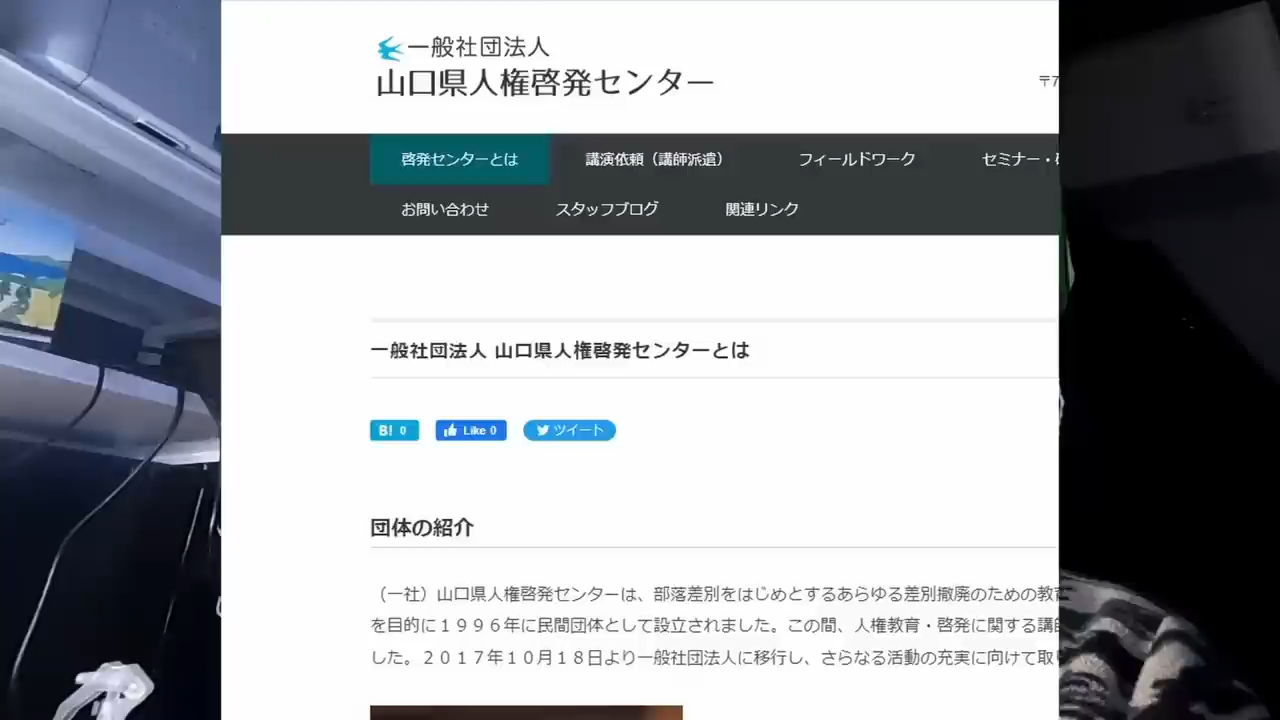 一般社団法人
山口県人権啓発センター
〒7
啓発センターとは
講演依頼（講師派遣）
フィールドワーク
セミナー・
お問い合わせ
スタッフブログ
関連リンク
一般社団法人 山口県人権啓発センターとは
B! 0
Like 0
ツイート
団体の紹介
（一社）山口県人権啓発センターは、部落差別をはじめとするあらゆる差別撤廃のための教
を目的に１９９６年に民間団体として設立されました。この間、人権教育・啓発に関する講
した。２０１７年１０月１８日より一般社団法人に移行し、さらなる活動の充実に向けて取